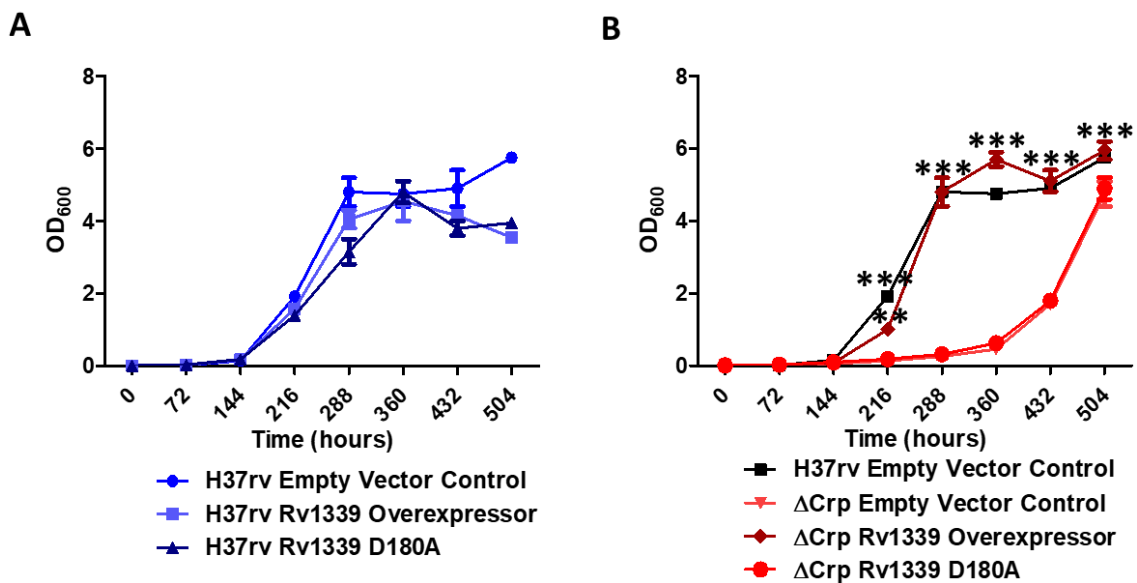 A
8
6
4
2
0
OD600
0 72 144 216 288 360 432 504
Time (hours)
H37rv Empty Vector Control
H37rv Rv1339 Overexpressor
H37rv Rv1339 D180A
B
8
6
4
2
0
OD600
*** *** *** *** *** **
0 72 144 216 288 360 432 504
Time (hours)
H37rv Empty Vector Control
ΔCrp Empty Vector Control
ΔCrp Rv1339 Overexpressor
ΔCrp Rv1339 D180A